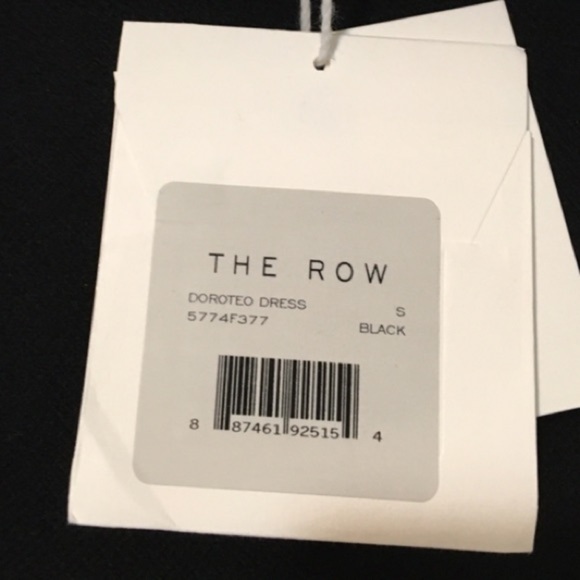 THE ROW
DOROTEO DRESS S
5774F377 BLACK
8 87461 92515 4